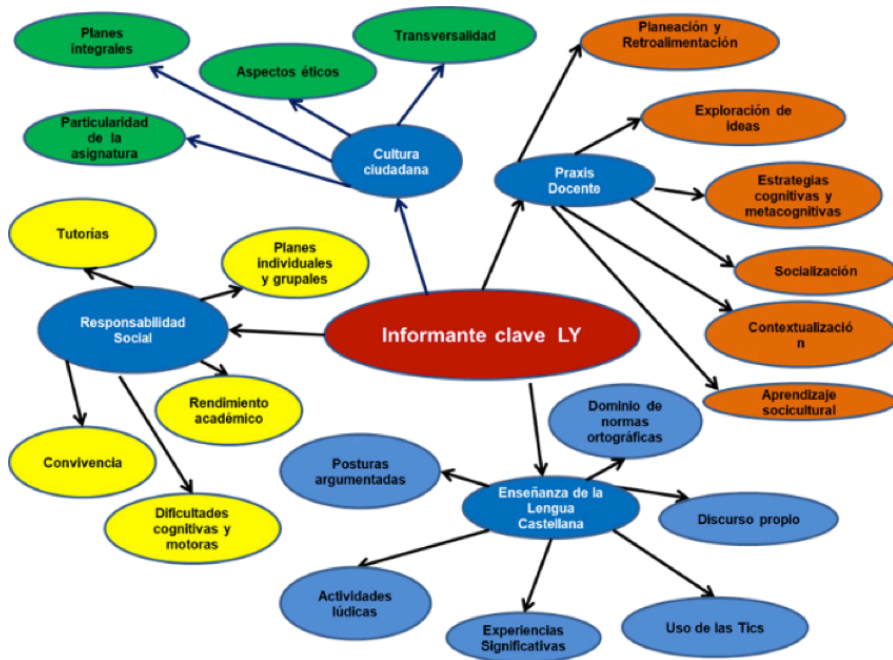 Planes
integrales
Aspectos éticos
Transversalidad
Particularidad
de la
asignatura
Cultura
ciudadana
Planeación y
Retroalimentación
Exploración de
ideas
Praxis
Docente
Estrategias
cognitivas y
metacognitivas
Socialización
Contextualizació
n
Aprendizaje
socicultural
Tutorías
Planes
individuales
y grupales
Responsabilidad
Social
Informante clave LY
Rendimiento
académico
Convivencia
Dificultades
cognitivas y
motoras
Dominio de
normas
ortográficas
Posturas
argumentadas
Enseñanza de la
Lengua
Castellana
Discurso propio
Actividades
lúdicas
Experiencias
Significativas
Uso de las Tics